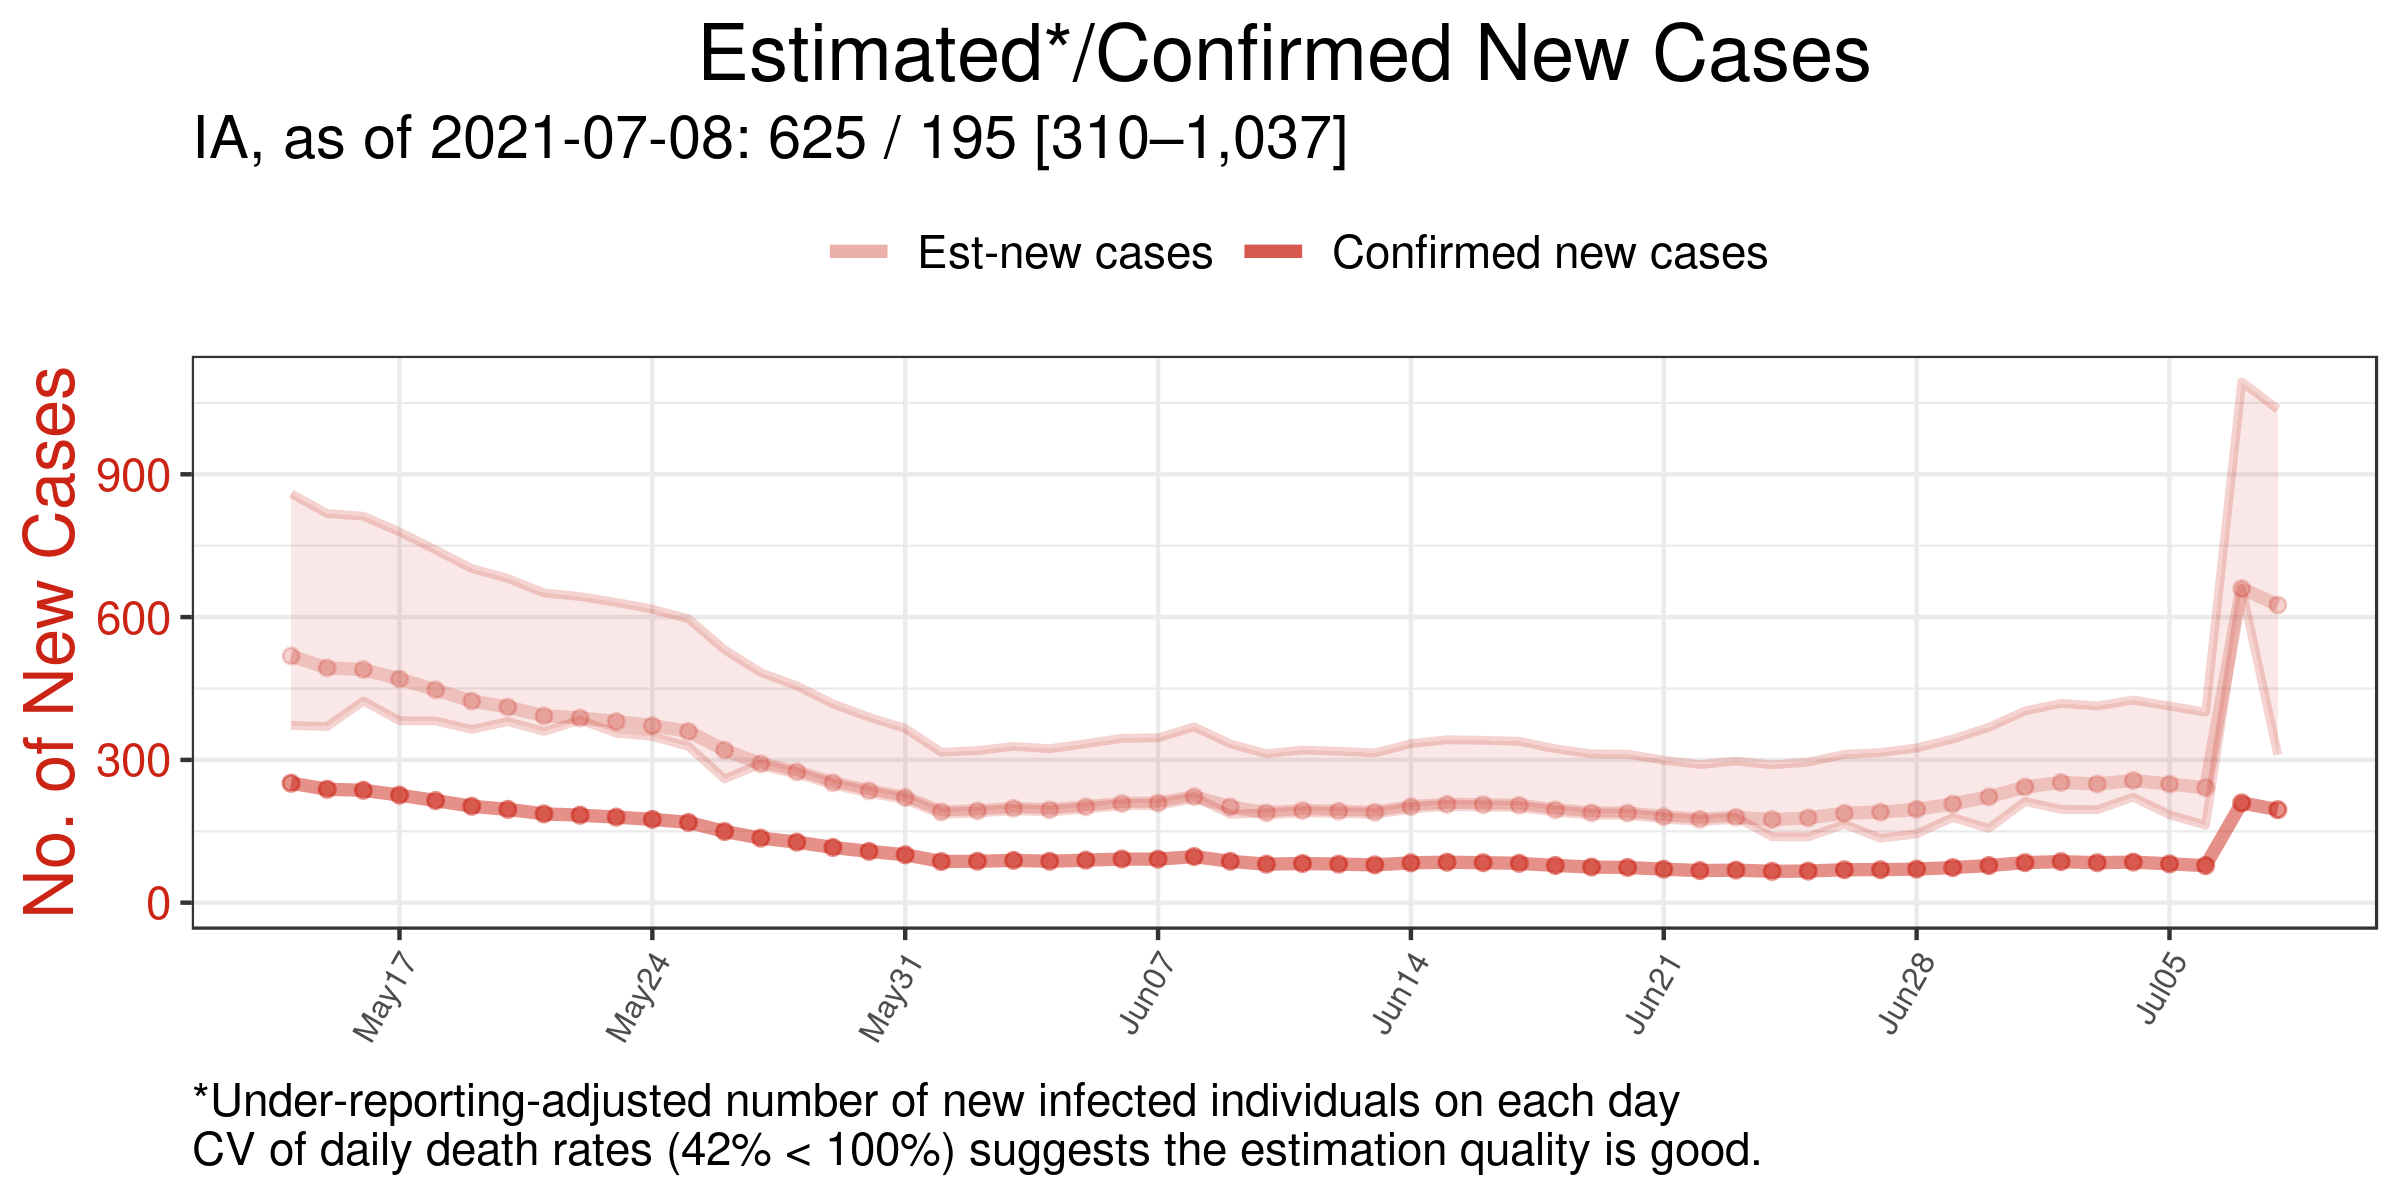 Estimated*/Confirmed New Cases
IA, as of 2021-07-08: 625 / 195 [310–1,037]
Est-new cases
Confirmed new cases
No. of New Cases
900
600
300
0
May17
May24
May31
Jun07
Jun14
Jun21
Jun28
Jul05
*Under-reporting-adjusted number of new infected individuals on each day
CV of daily death rates (42% < 100%) suggests the estimation quality is good.